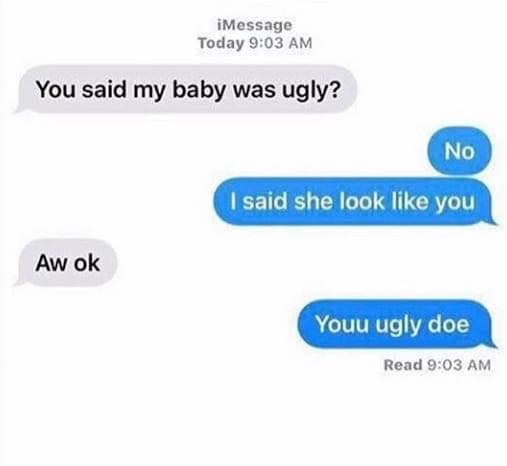 iMessage
Today 9:03 AM
You said my baby was ugly?
No
I said she look like you
Aw ok
Youu ugly doe
Read 9:03 AM